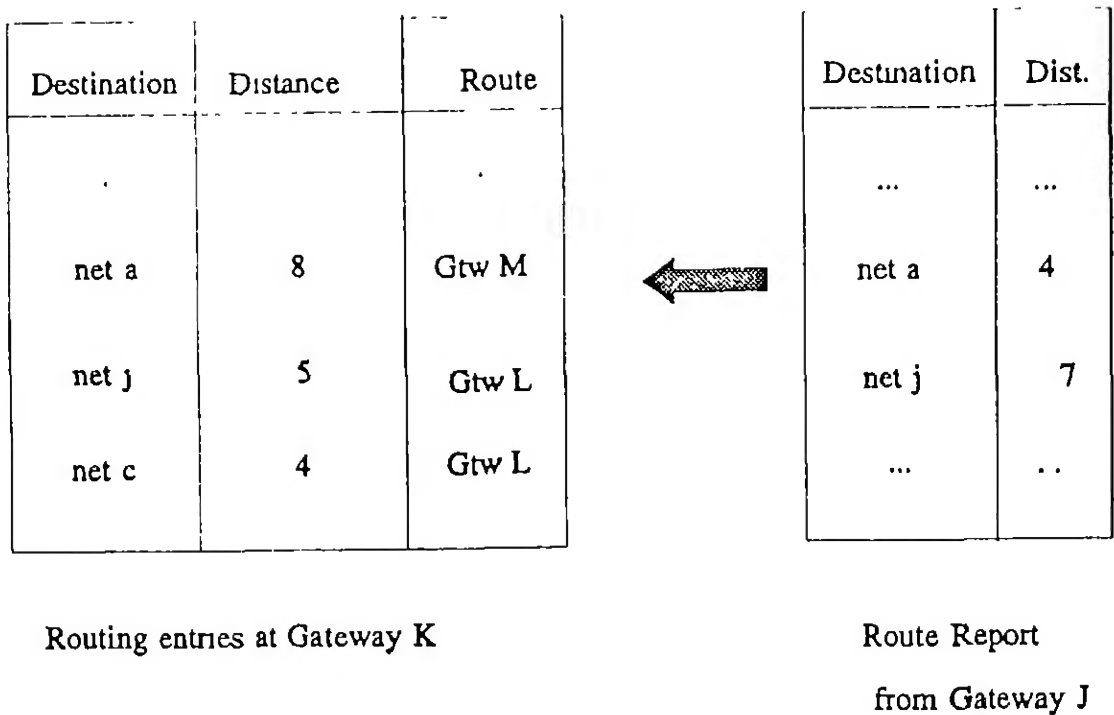 Destination Distance Route
. .
net a 8 Gtw M
net j 5 Gtw L
net c 4 Gtw L
Routing entries at Gateway K
Destination Dist.
... ...
net a 4
net j 7
... . .
Route Report
from Gateway J